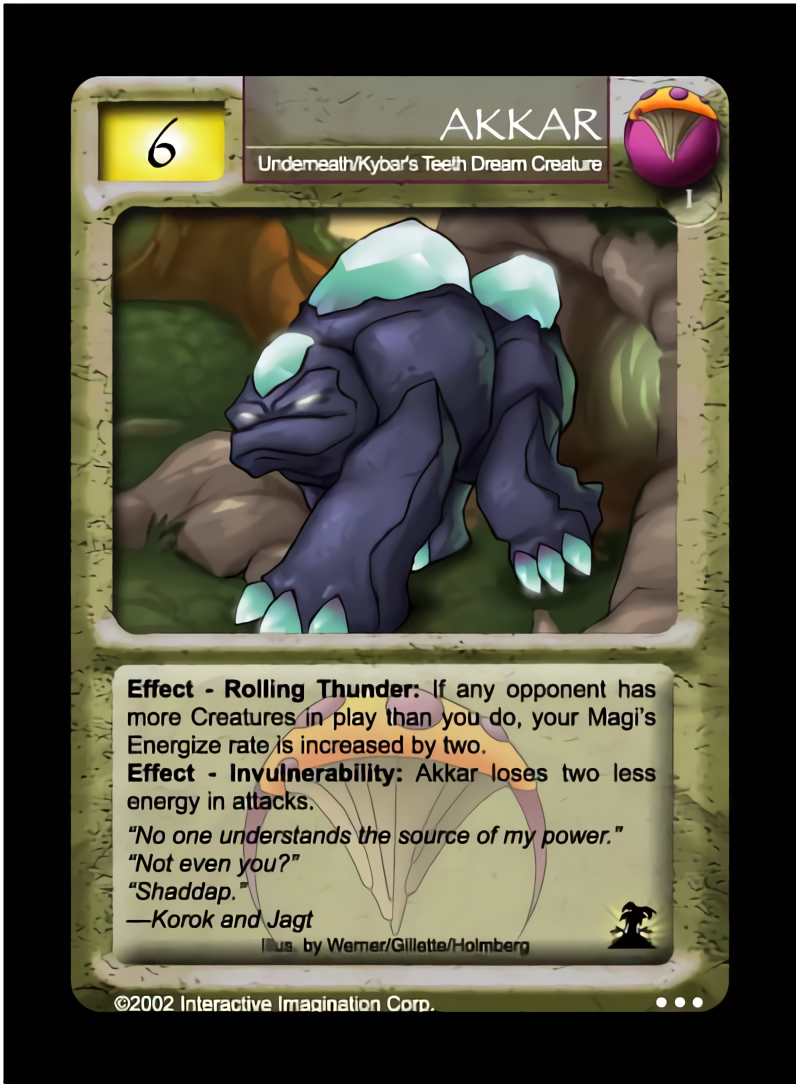 6
AKKAR
Underneath/Kybar's Teeth Dream Creature
1
Effect - Rolling Thunder: If any opponent has
more Creatures in play than you do, your Magi's
Energize rate is increased by two.
Effect - Invulnerability: Akkar loses two less
energy in attacks.
"No one understands the source of my power."
"Not even you?"
"Shaddap."
—Korok and Jagt
Illus. by Werner/Gillette/Holmberg
©2002 Interactive Imagination Corp.